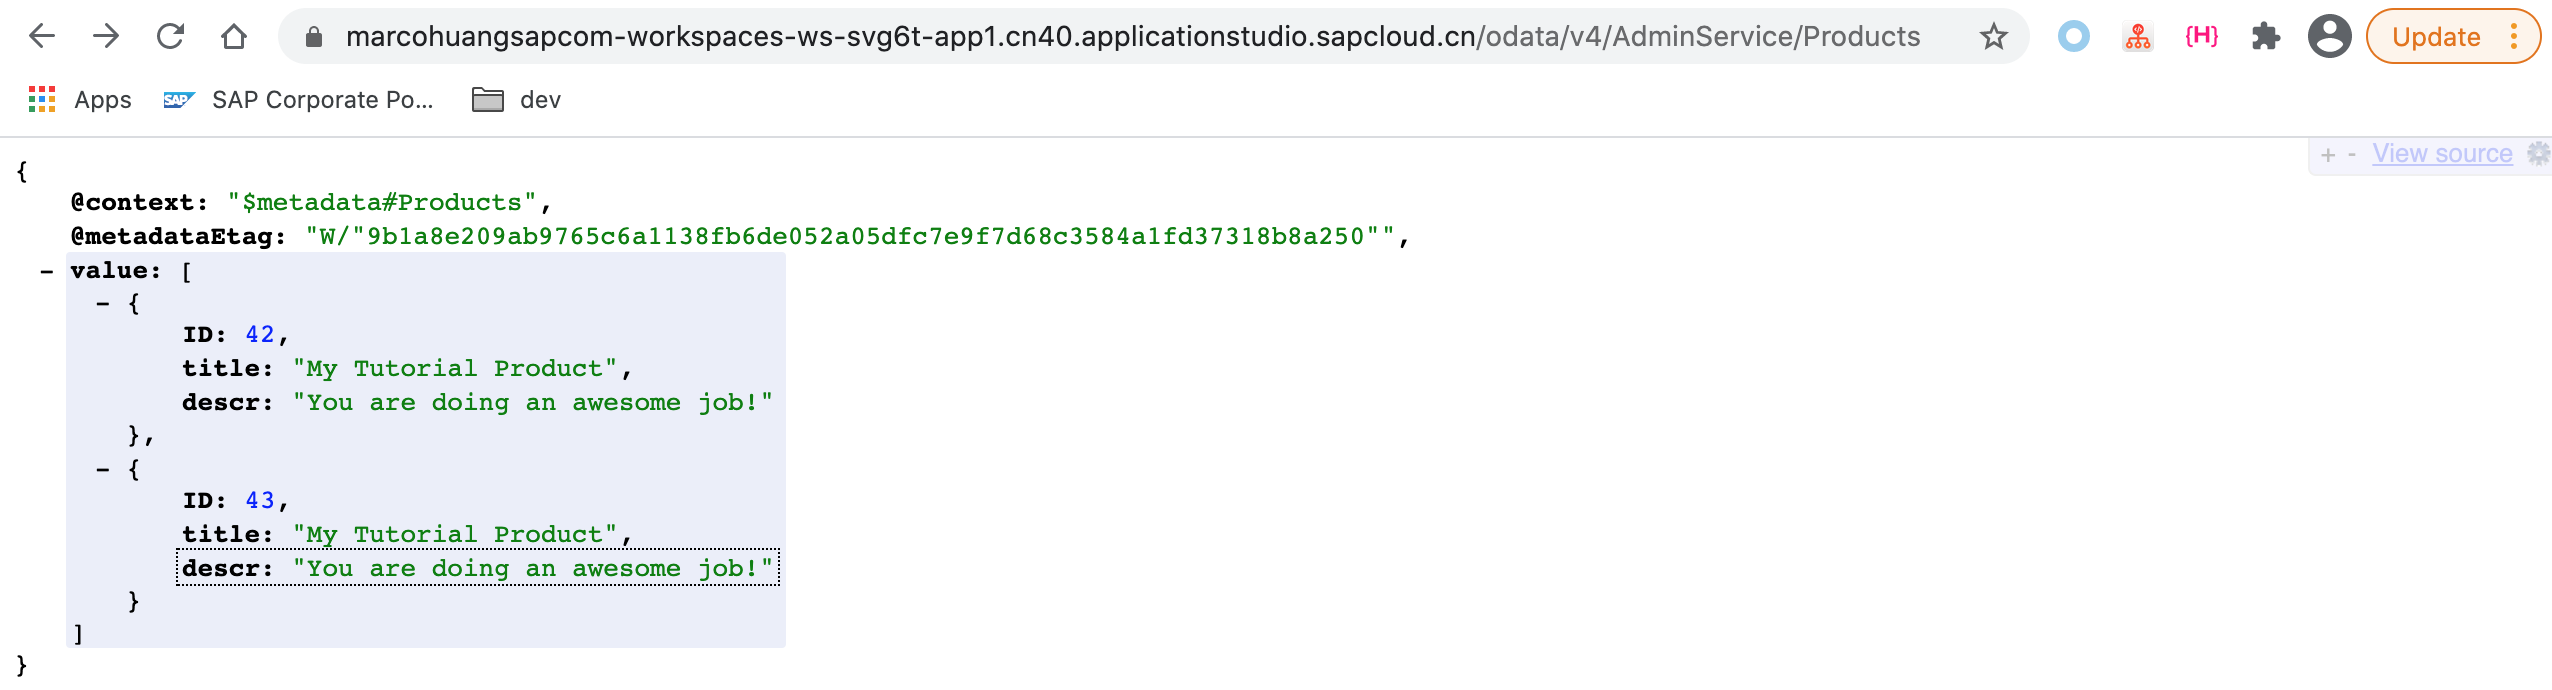 marcohuangsapcom-workspaces-ws-svg6t-app1.cn40.applicationstudio.sapcloud.cn/odata/v4/AdminService/Products {H} Update
Apps SAP SAP Corporate Po... dev
+ - View source
{
@context: "$metadata#Products",
@metadataEtag: "W/"9b1a8e209ab9765c6a1138fb6de052a05dfc7e9f7d68c3584a1fd37318b8a250"",
- value: [
- {
ID: 42,
title: "My Tutorial Product",
descr: "You are doing an awesome job!"
},
- {
ID: 43,
title: "My Tutorial Product",
descr: "You are doing an awesome job!"
}
]
}